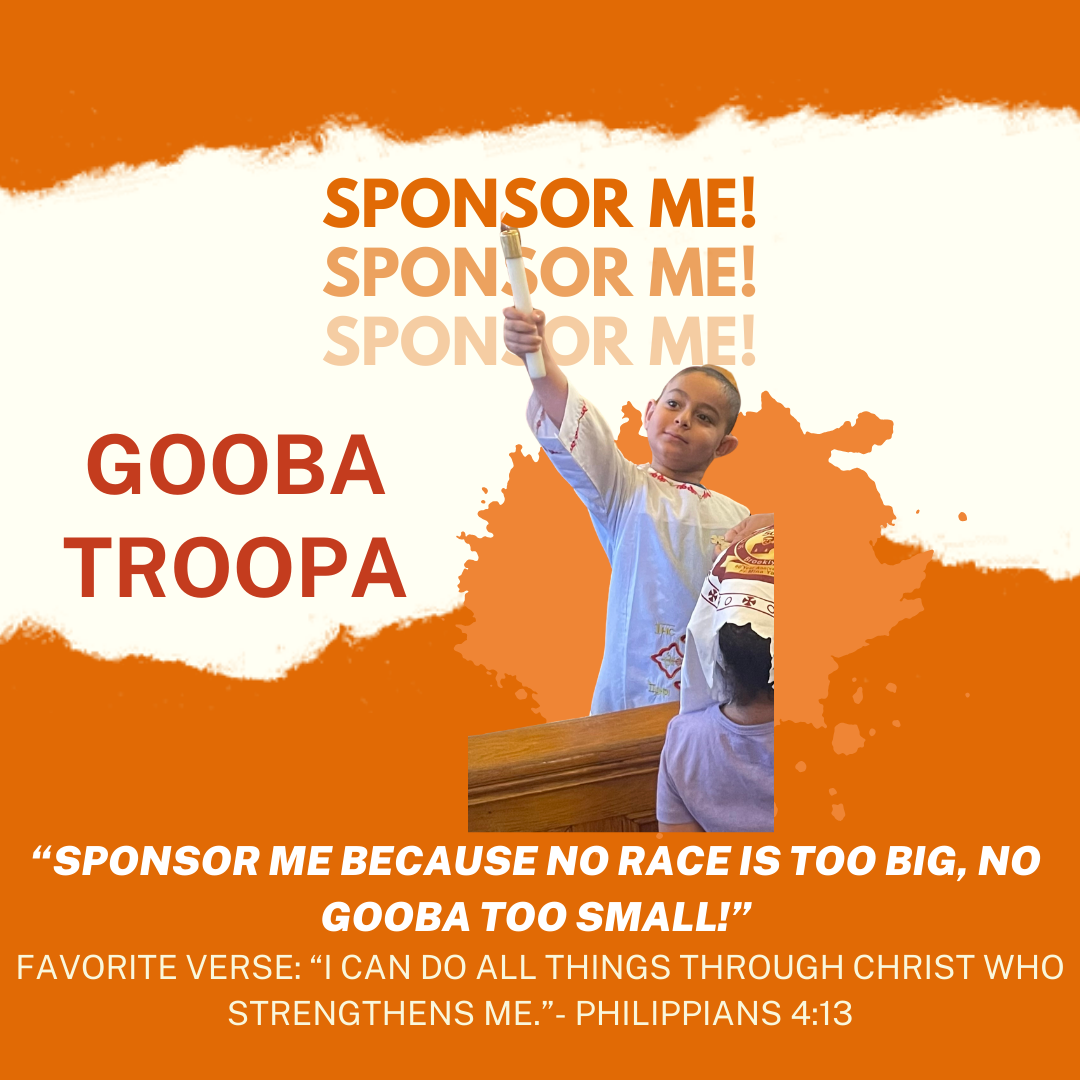 SPONSOR ME!
SPONSOR ME!
SPONSOR ME!
GOOBA
TROOPA
Brookly
“SPONSOR ME BECAUSE NO RACE IS TOO BIG, NO
GOOBA TOO SMALL!”
FAVORITE VERSE: “I CAN DO ALL THINGS THROUGH CHRIST WHO
STRENGTHENS ME.”- PHILIPPIANS 4:13